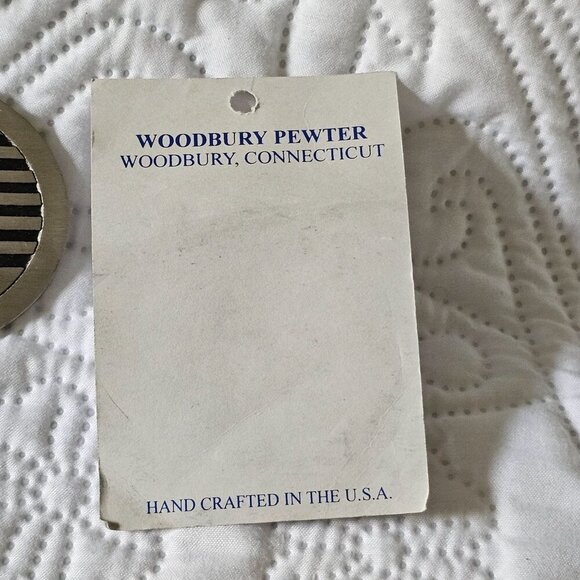 WOODBURY PEWTER
WOODBURY, CONNECTICUT
HAND CRAFTED IN THE U.S.A.